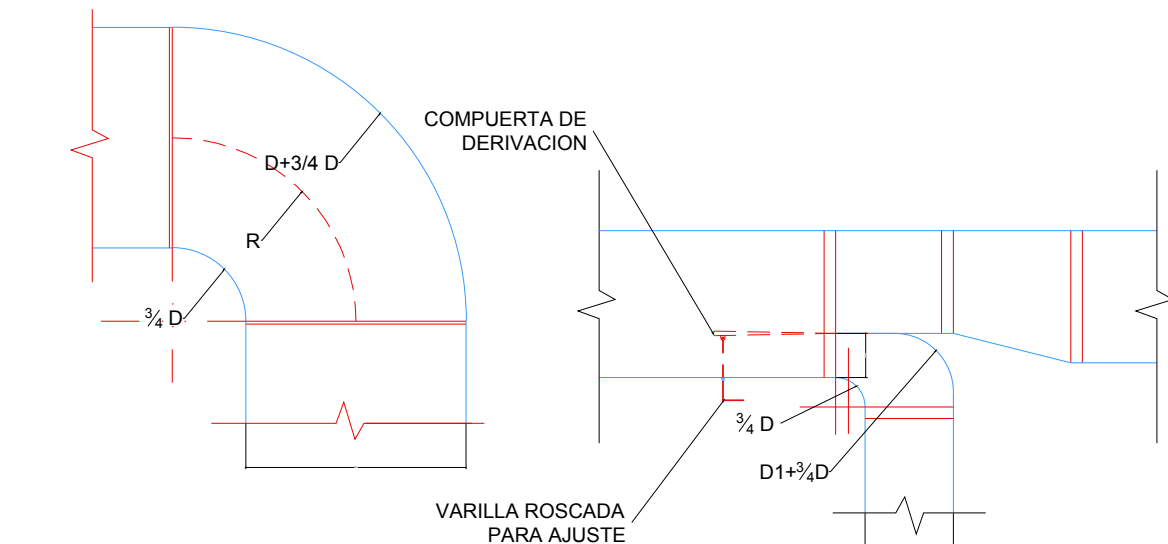 COMPUERTA DE
DERIVACION
D+3/4 D
R
¾ D
¾ D
D1+¾D
VARILLA ROSCADA
PARA AJUSTE